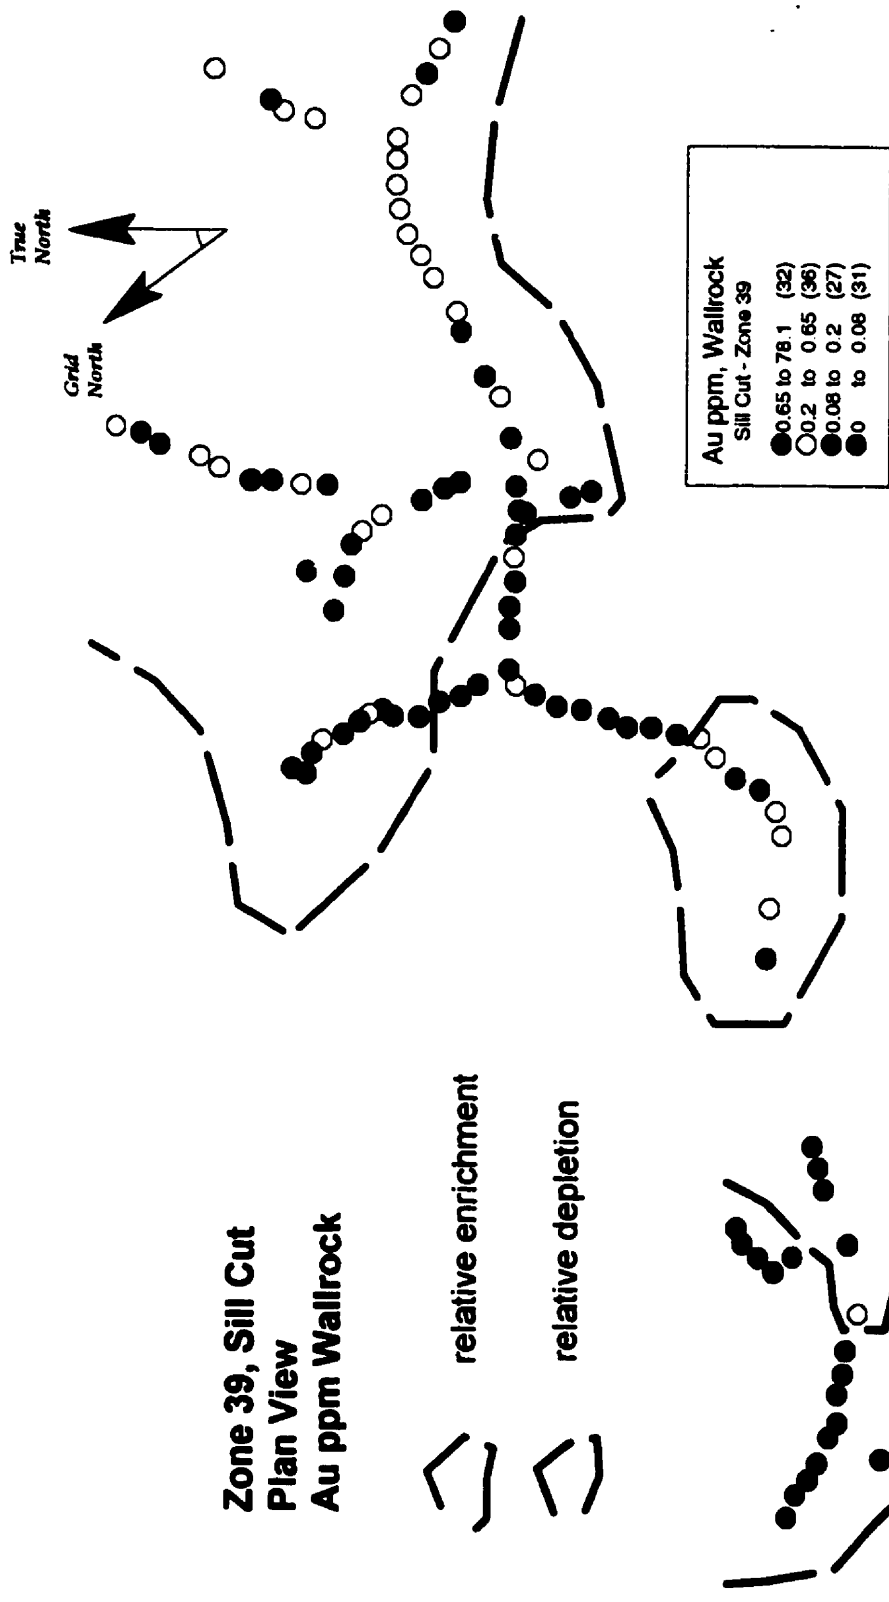 Zone 39, Sill Cut
Plan View
Au ppm Wallrock
relative enrichment
relative depletion
True
North
Grid
North
Au ppm, Wallrock
Sill Cut - Zone 39
0.65 to 78.1 (32)
0.2 to 0.65 (36)
0.08 to 0.2 (27)
0 to 0.08 (31)